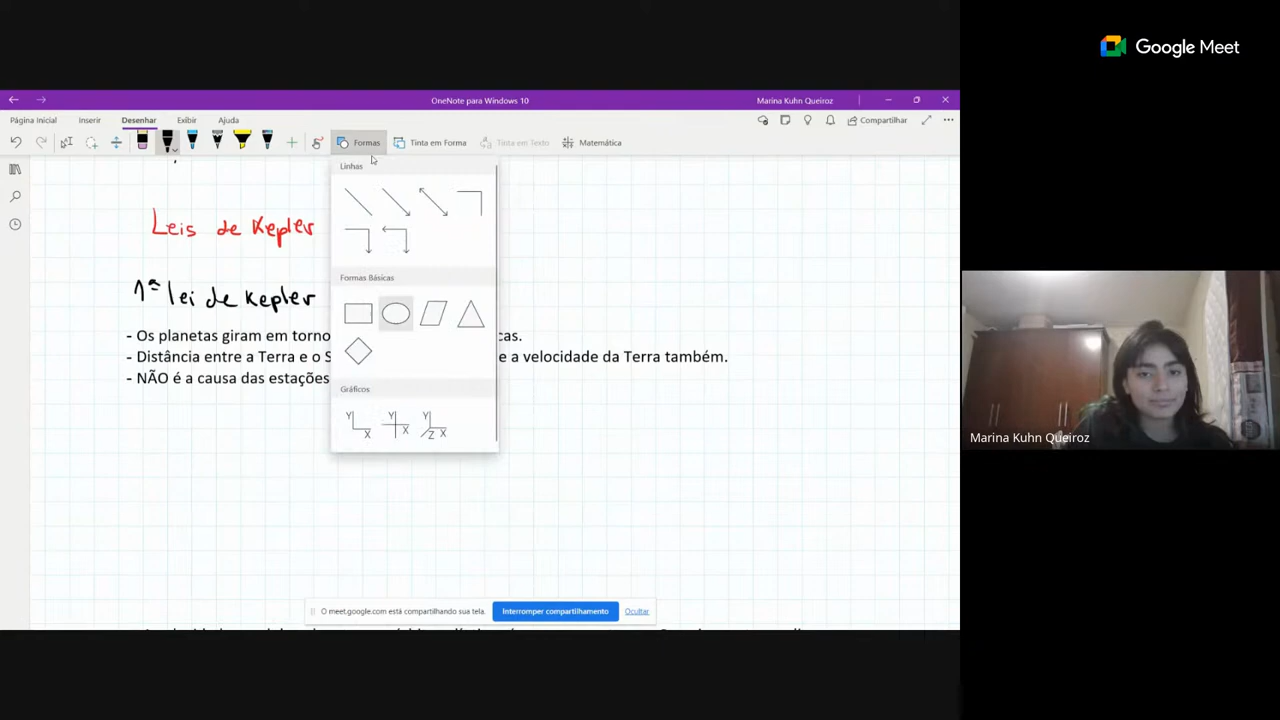 Google Meet
OneNote para Windows 10
Marina Kuhn Queiroz
Página Inicial
Inserir
Desenhar
Exibir
Ajuda
Compartilhar
Formas
Tinta em Forma
Tinta em Texto
Matemática
Linhas
Leis de Kepler
Formas Básicas
1ª lei de Kepler
- Os planetas giram em torno cas.
- Distância entre a Terra e o S e a velocidade da Terra também.
- NÃO é a causa das estações
Gráficos
Y X
Y X
Y Z X
Marina Kuhn Queiroz
O meet.google.com está compartilhando sua tela.
Interromper compartilhamento
Ocultar